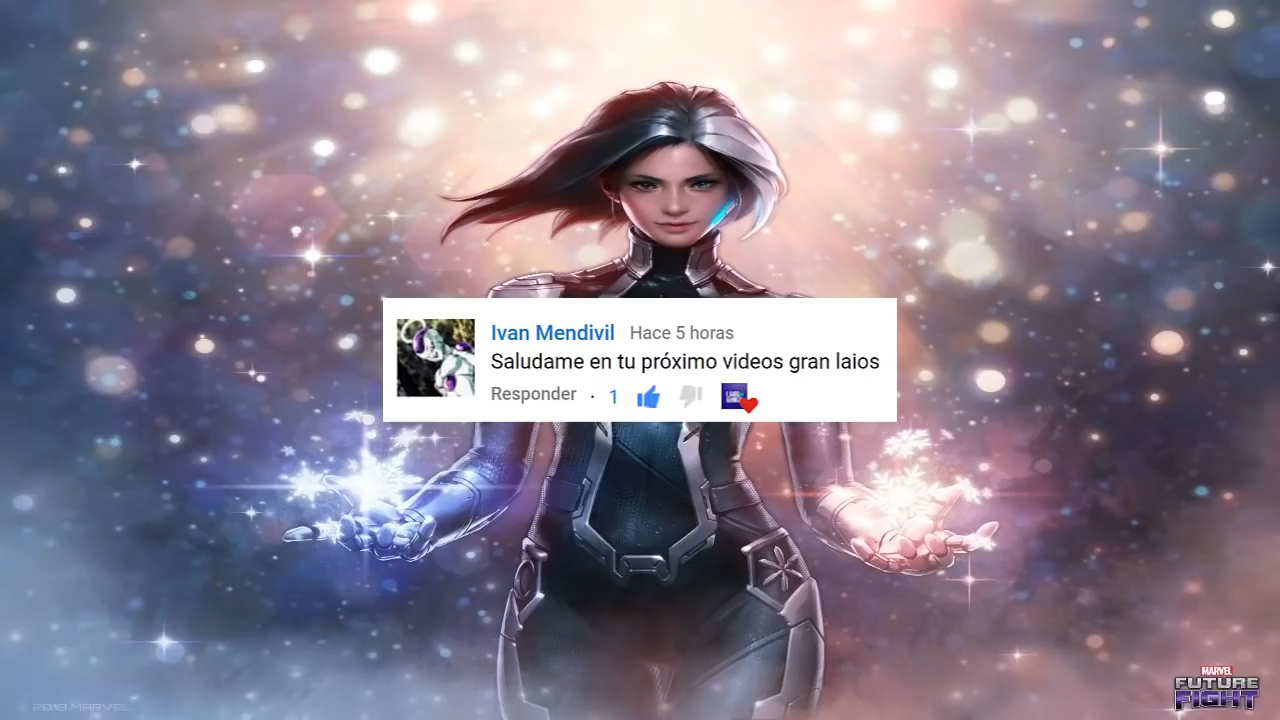 Ivan Mendivil Hace 5 horas
Saludame en tu próximo videos gran laios
Responder · 1
MARVEL
FUTURE
FIGHT
© 2018 MARVEL